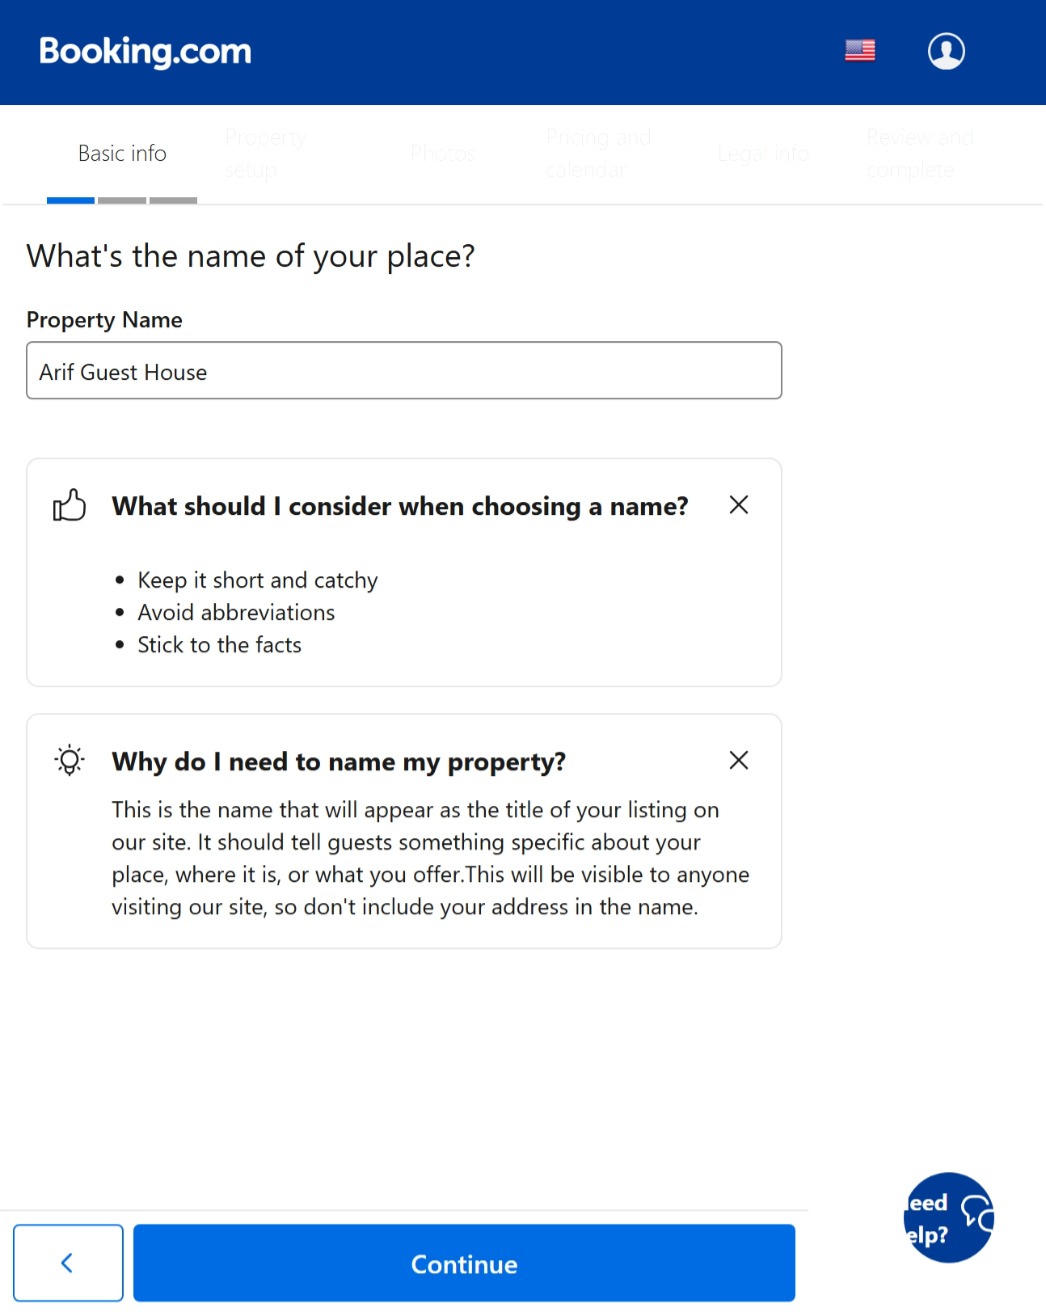 Booking.com
Basic info
Property
setup
Photos
Pricing and
calendar
Legal info
Review and
complete
What's the name of your place?
Property Name
Arif Guest House
What should I consider when choosing a name?
• Keep it short and catchy
• Avoid abbreviations
• Stick to the facts
Why do I need to name my property?
This is the name that will appear as the title of your listing on
our site. It should tell guests something specific about your
place, where it is, or what you offer.This will be visible to anyone
visiting our site, so don't include your address in the name.
eed
elp?
Continue